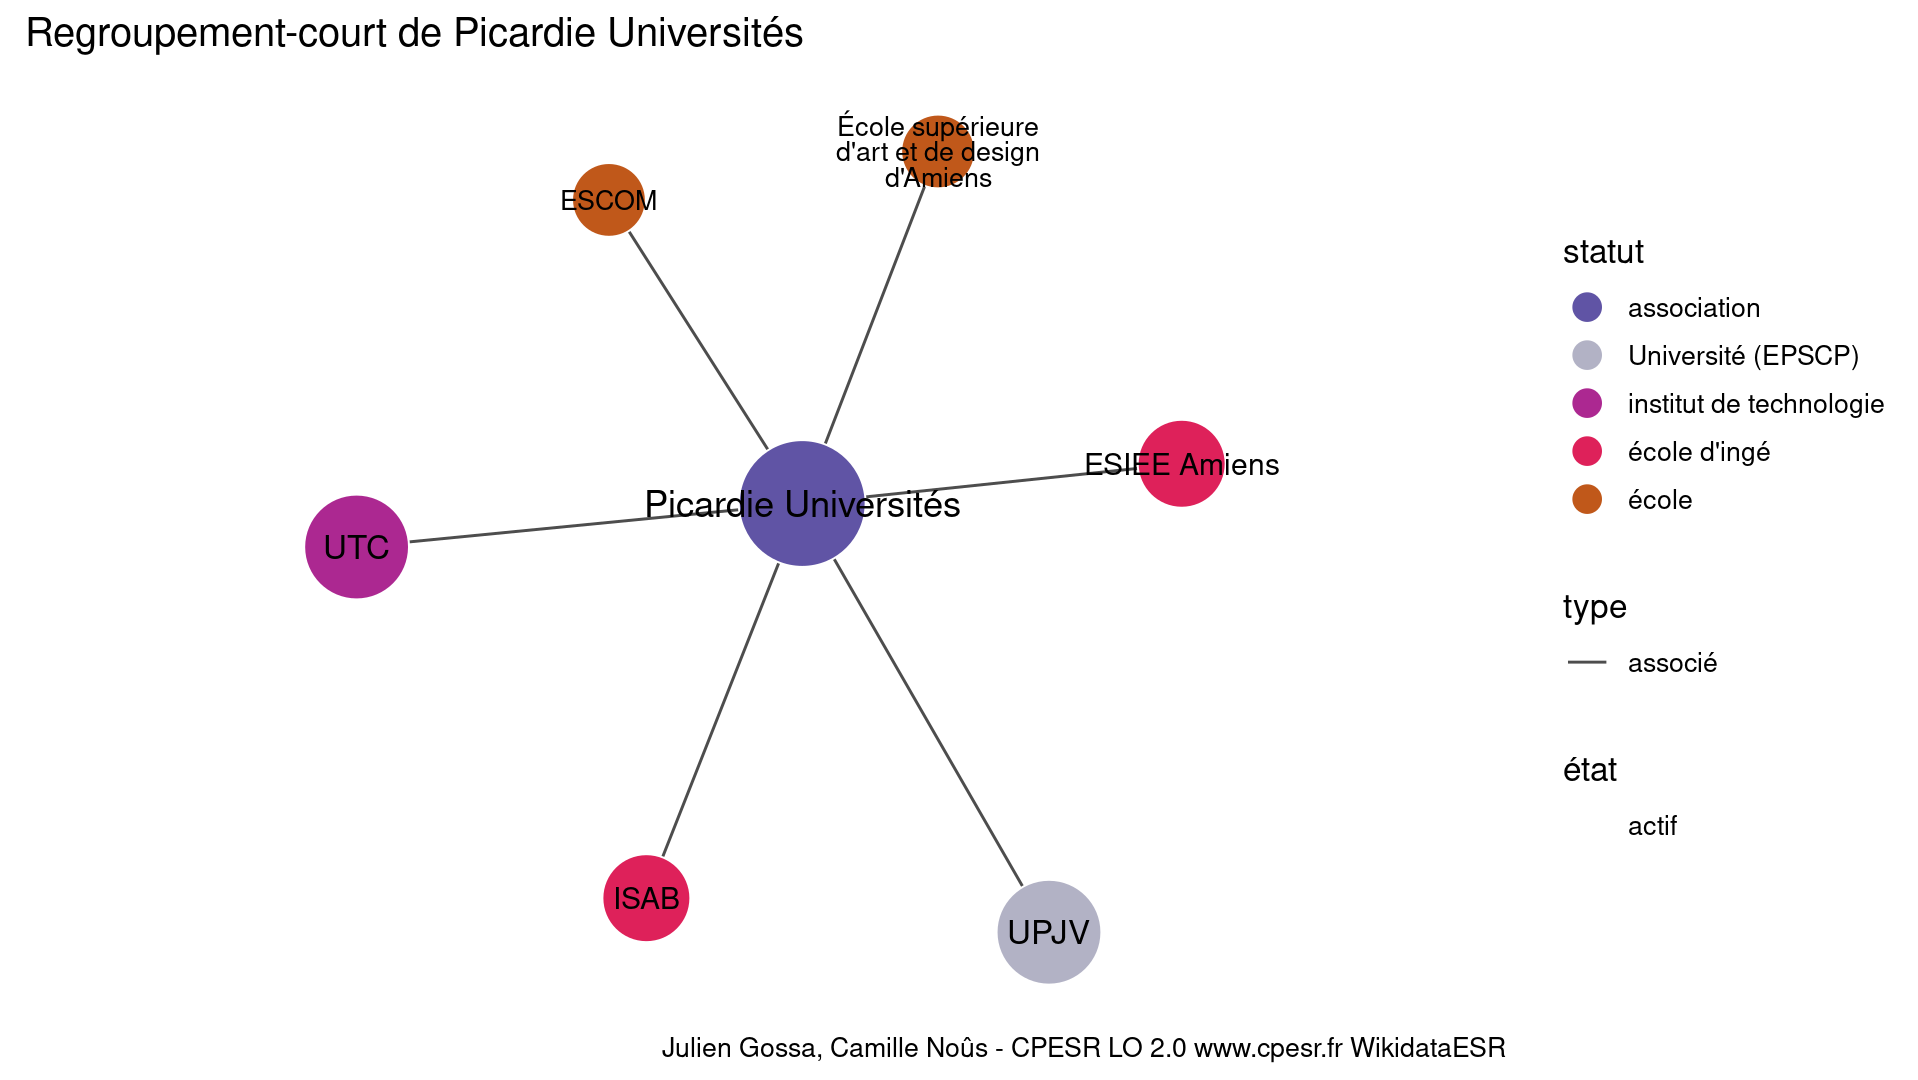 Regroupement-court de Picardie Universités
École supérieure
d'art et de design
d'Amiens
ESCOM
ESIEE Amiens
Picardie Universités
UTC
ISAB
UPJV
statut
association
Université (EPSCP)
institut de technologie
école d'ingé
école
type
associé
état
actif
Julien Gossa, Camille Noûs - CPESR LO 2.0 www.cpesr.fr WikidataESR